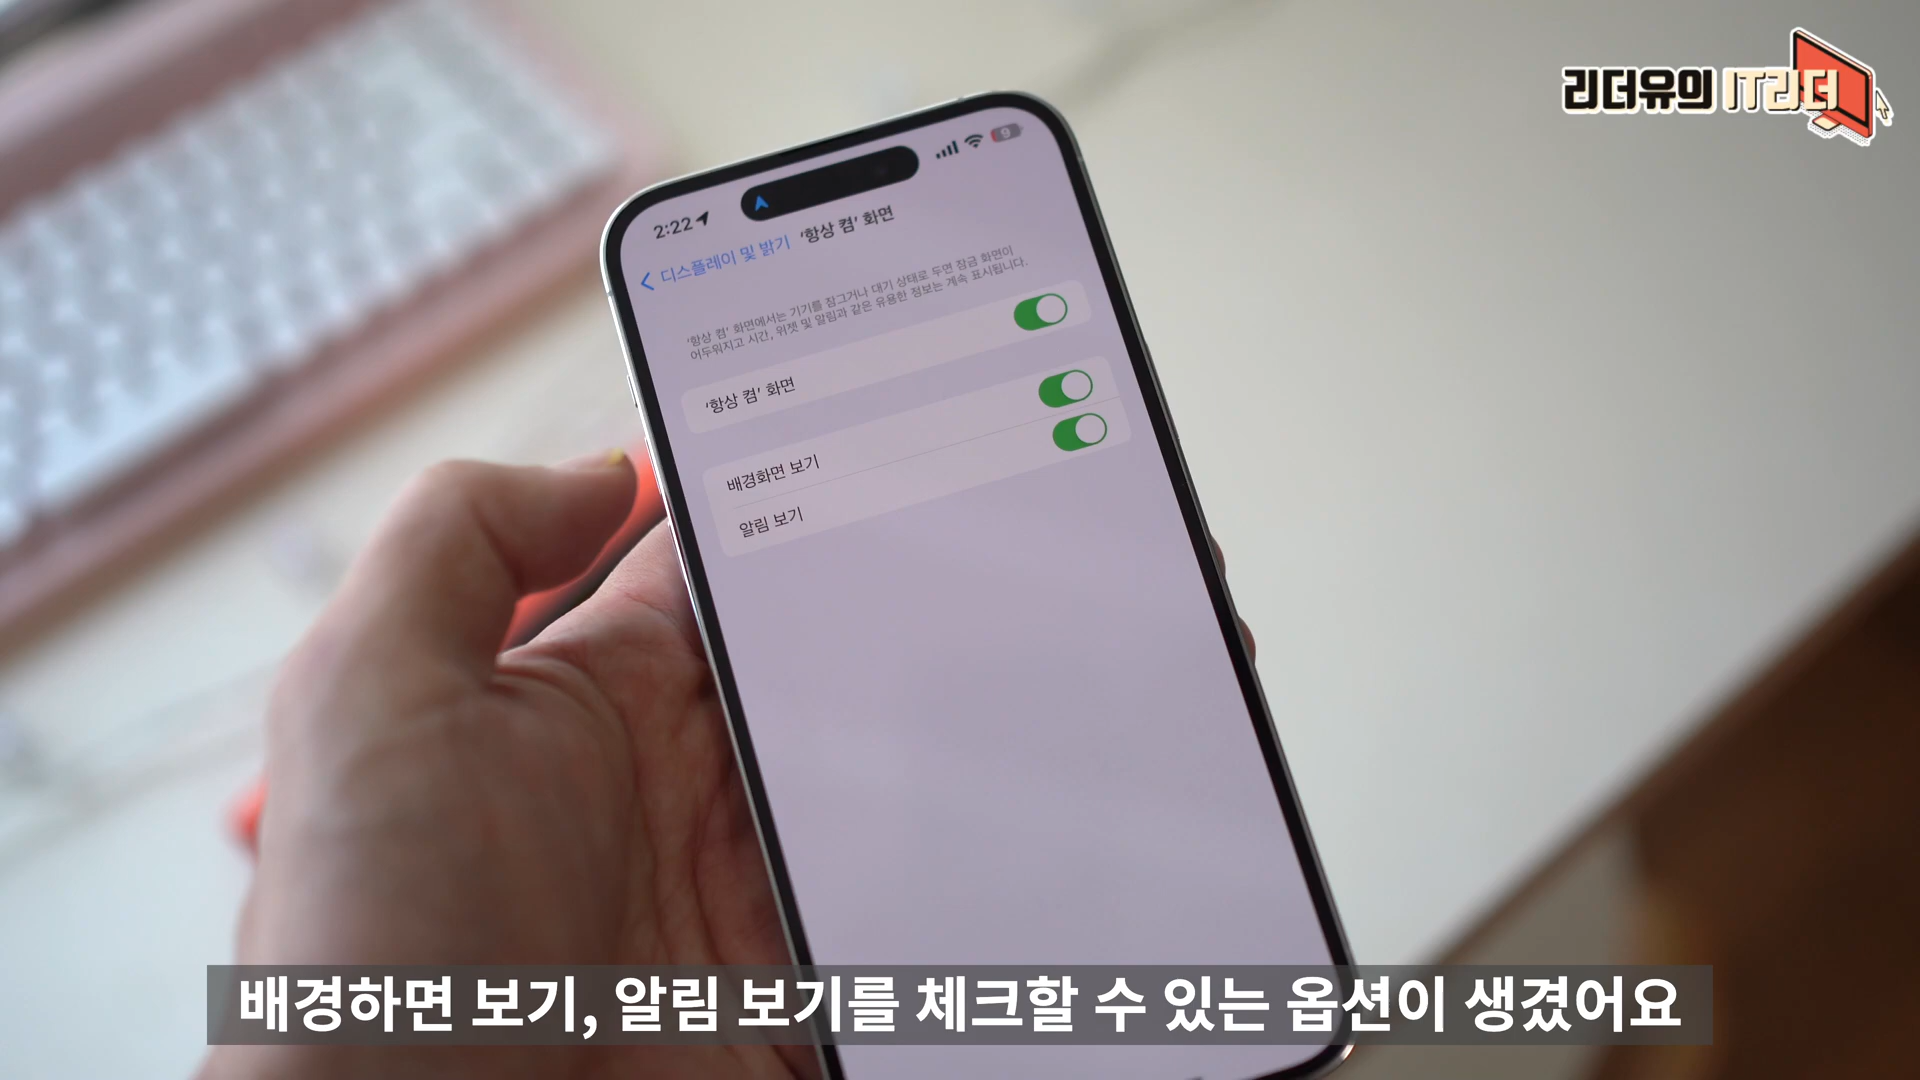 리더유의 IT리더
2:22
9
디스플레이 및 밝기
'항상 켬' 화면
'항상 켬' 화면에서는 기기를 잠그거나 대기 상태로 두면 잠금 화면이
어두워지고 시간, 위젯 및 알림과 같은 유용한 정보는 계속 표시됩니다.
'항상 켬' 화면
배경화면 보기
알림 보기
배경하면 보기, 알림 보기를 체크할 수 있는 옵션이 생겼어요